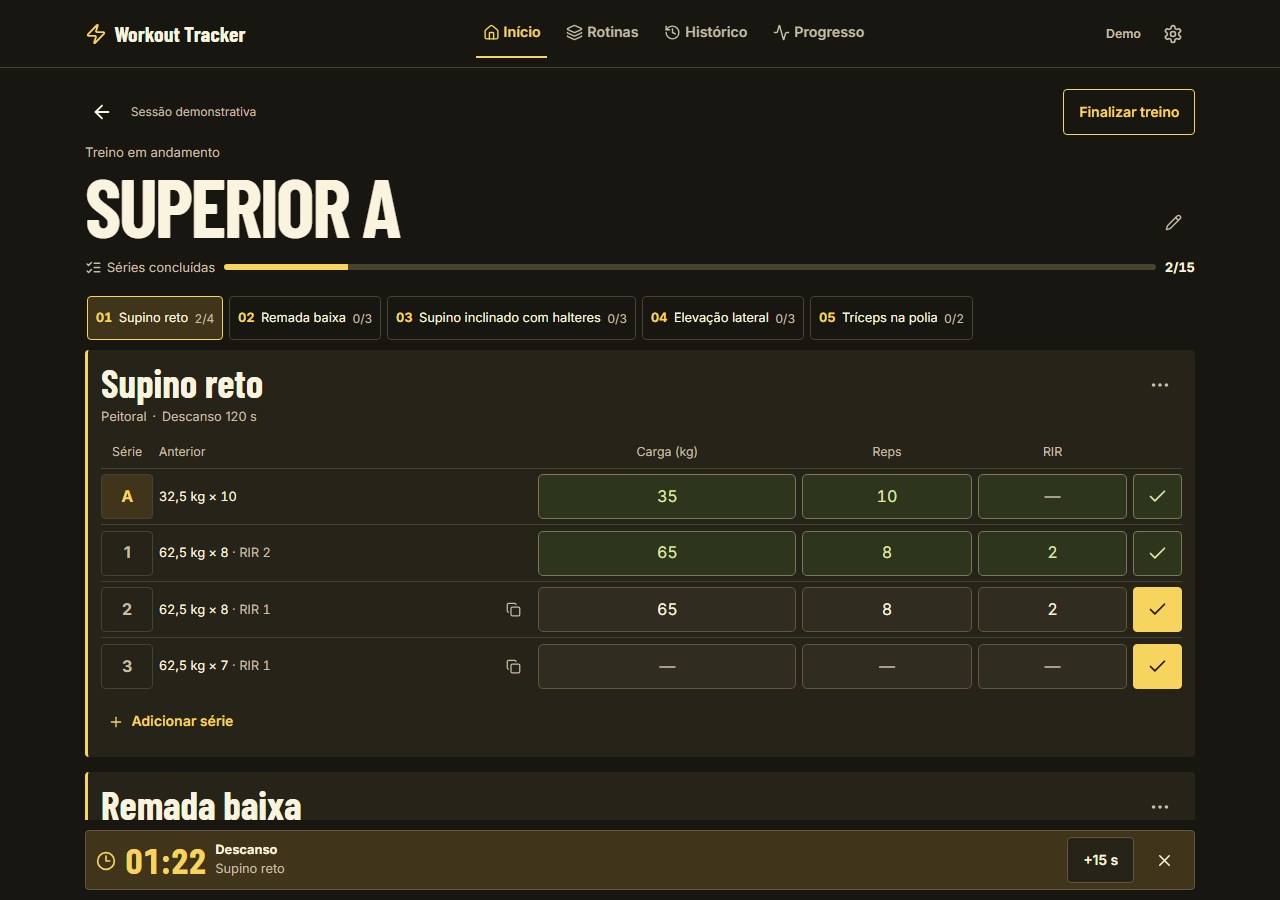 Workout Tracker
Início
Rotinas
Histórico
Progresso
Demo
Sessão demonstrativa
Finalizar treino
Treino em andamento
SUPERIOR A
Séries concluídas
2/15
01 Supino reto 2/4
02 Remada baixa 0/3
03 Supino inclinado com halteres 0/3
04 Elevação lateral 0/3
05 Tríceps na polia 0/2
Supino reto
Peitoral · Descanso 120 s
Série Anterior Carga (kg) Reps RIR
A 32,5 kg × 10 35 10 —
1 62,5 kg × 8 · RIR 2 65 8 2
2 62,5 kg × 8 · RIR 1 65 8 2
3 62,5 kg × 7 · RIR 1 — — —
+ Adicionar série
Remada baixa
01:22
Descanso
Supino reto
+15 s